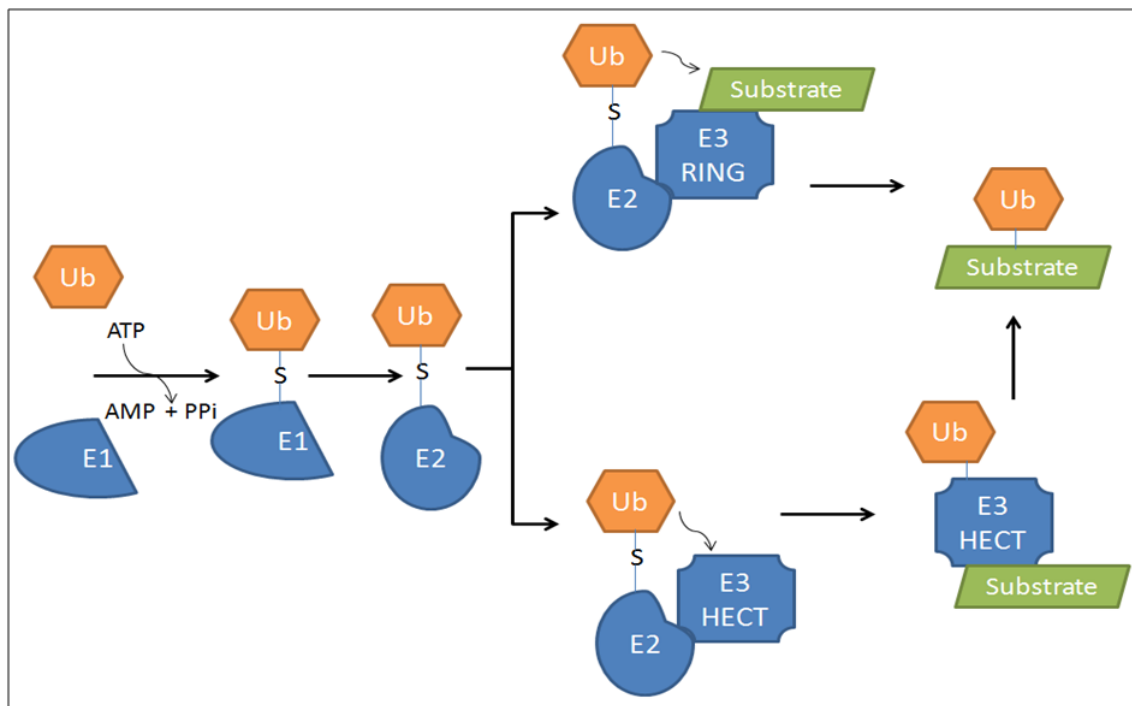 Ub
ATP
AMP + PPi
E1
Ub
S
E1
Ub
S
E2
Ub
S
E2
E3
RING
Substrate
Ub
S
E2
E3
HECT
Ub
E3
HECT
Substrate
Ub
Substrate